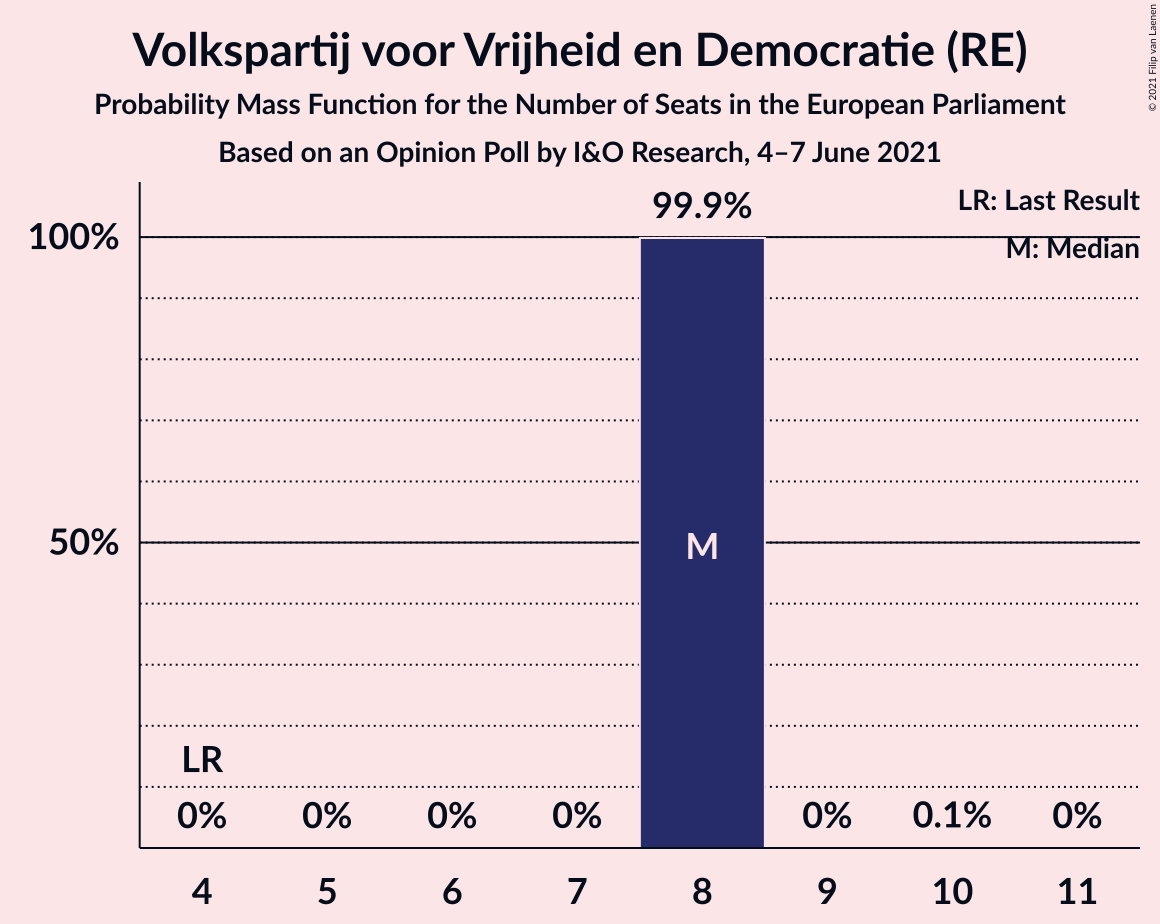 Volkspartij voor Vrijheid en Democratie (RE)
Probability Mass Function for the Number of Seats in the European Parliament
Based on an Opinion Poll by I&O Research, 4–7 June 2021
© 2021 Filip van Laenen
LR: Last Result
M: Median
99.9%
100%
50%
M
LR
0% 0% 0% 0% 0% 0.1% 0%
4 5 6 7 8 9 10 11